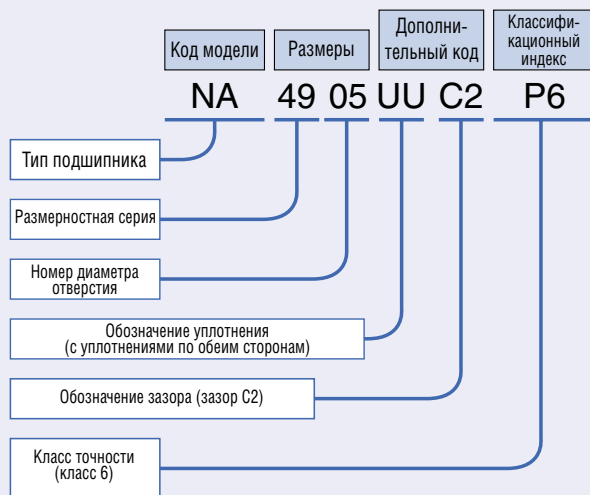 Код модели
Размеры
Дополни-
тельный код
Классифи-
кационный
индекс
NA 49 05 UU C2 P6
Тип подшипника
Размерностная серия
Номер диаметра
отверстия
Обозначение уплотнения
(с уплотнениями по обеим сторонам)
Обозначение зазора (зазор C2)
Класс точности
(класс 6)